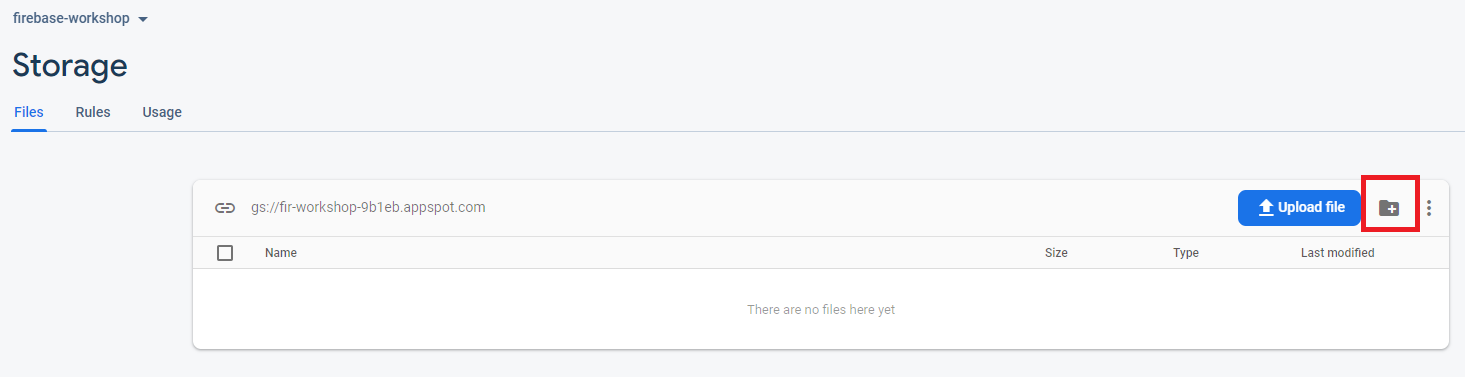 firebase-workshop
Storage
Files Rules Usage
gs://fir-workshop-9b1eb.appspot.com Upload file
Name Size Type Last modified
There are no files here yet